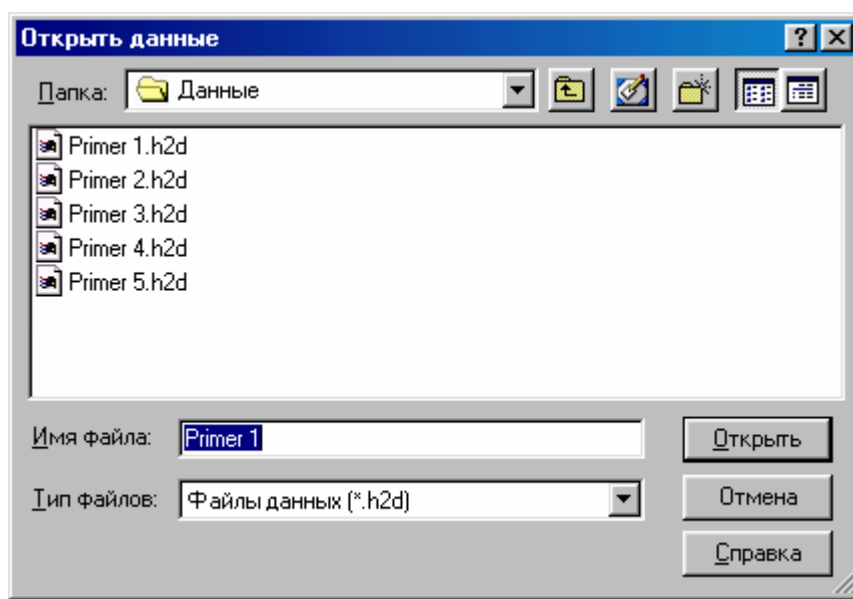 Открыть данные
Папка: Данные
Primer 1.h2d
Primer 2.h2d
Primer 3.h2d
Primer 4.h2d
Primer 5.h2d
Имя файла: Primer 1 Открыть
Тип файлов: Файлы данных (*.h2d) Отмена
Справка